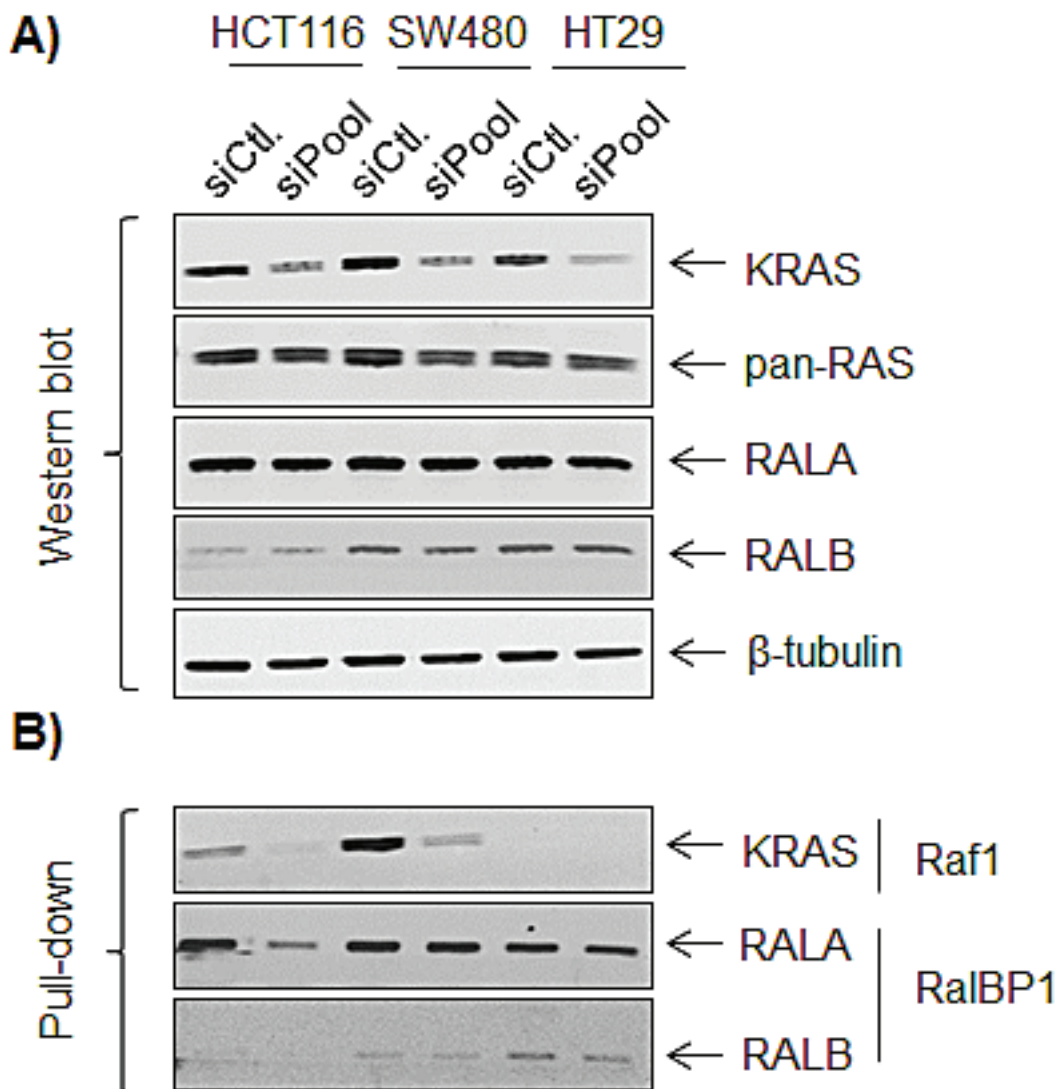 A)
HCT116 SW480 HT29
siCtl. siPool siCtl. siPool siCtl. siPool
Western blot
KRAS
pan-RAS
RALA
RALB
β-tubulin
B)
Pull-down
KRAS
Raf1
RALA
RalBP1
RALB